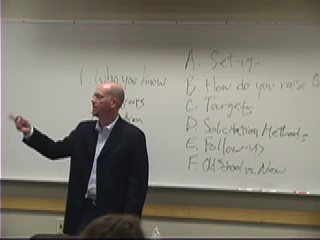 1. Who you know
A. Set-up
B. How do you raise
C. Targets
D. Solicitation Methods
E. Follow-up
F. Old School vs. New